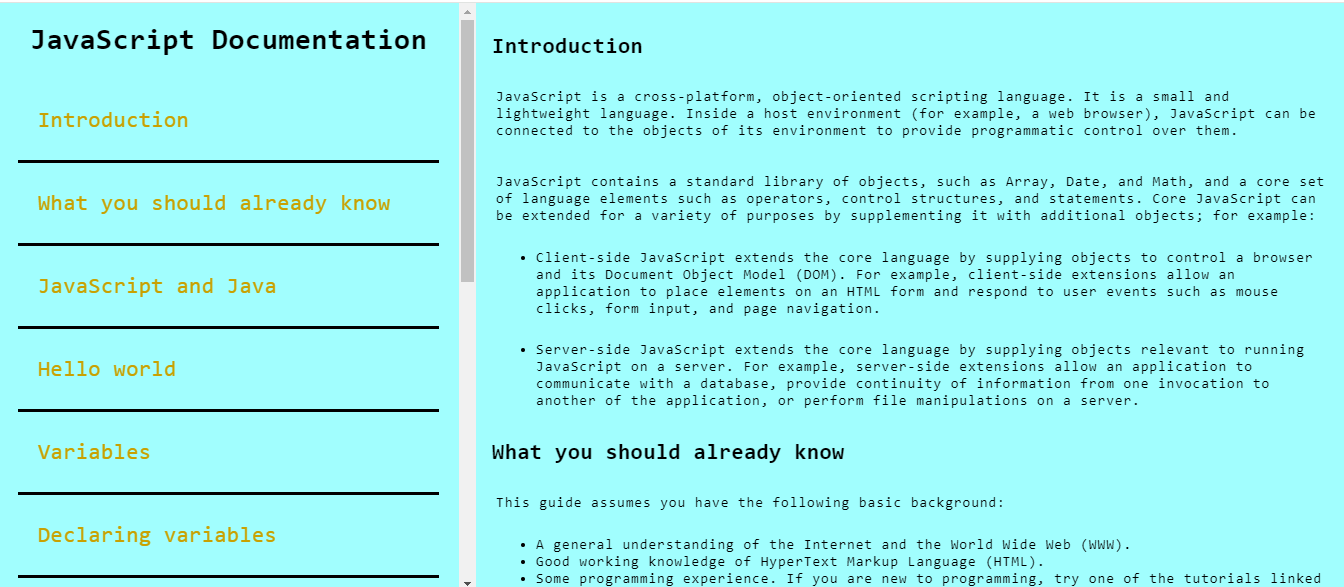 JavaScript Documentation
Introduction
What you should already know
JavaScript and Java
Hello world
Variables
Declaring variables
Introduction
JavaScript is a cross-platform, object-oriented scripting language. It is a small and
lightweight language. Inside a host environment (for example, a web browser), JavaScript can be
connected to the objects of its environment to provide programmatic control over them.
JavaScript contains a standard library of objects, such as Array, Date, and Math, and a core set
of language elements such as operators, control structures, and statements. Core JavaScript can
be extended for a variety of purposes by supplementing it with additional objects; for example:
• Client-side JavaScript extends the core language by supplying objects to control a browser
and its Document Object Model (DOM). For example, client-side extensions allow an
application to place elements on an HTML form and respond to user events such as mouse
clicks, form input, and page navigation.
• Server-side JavaScript extends the core language by supplying objects relevant to running
JavaScript on a server. For example, server-side extensions allow an application to
communicate with a database, provide continuity of information from one invocation to
another of the application, or perform file manipulations on a server.
What you should already know
This guide assumes you have the following basic background:
• A general understanding of the Internet and the World Wide Web (WWW).
• Good working knowledge of HyperText Markup Language (HTML).
• Some programming experience. If you are new to programming, try one of the tutorials linked